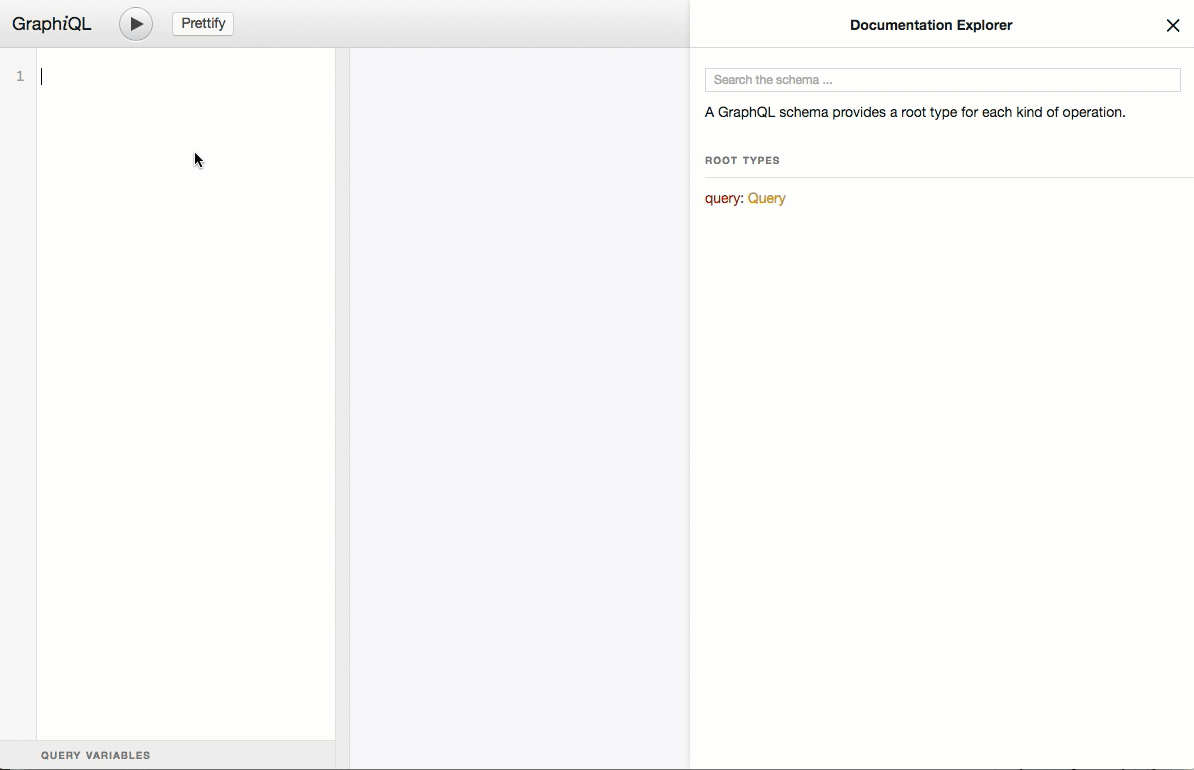 GraphiQL
Prettify
1
QUERY VARIABLES
Documentation Explorer
Search the schema ...
A GraphQL schema provides a root type for each kind of operation.
ROOT TYPES
query: Query